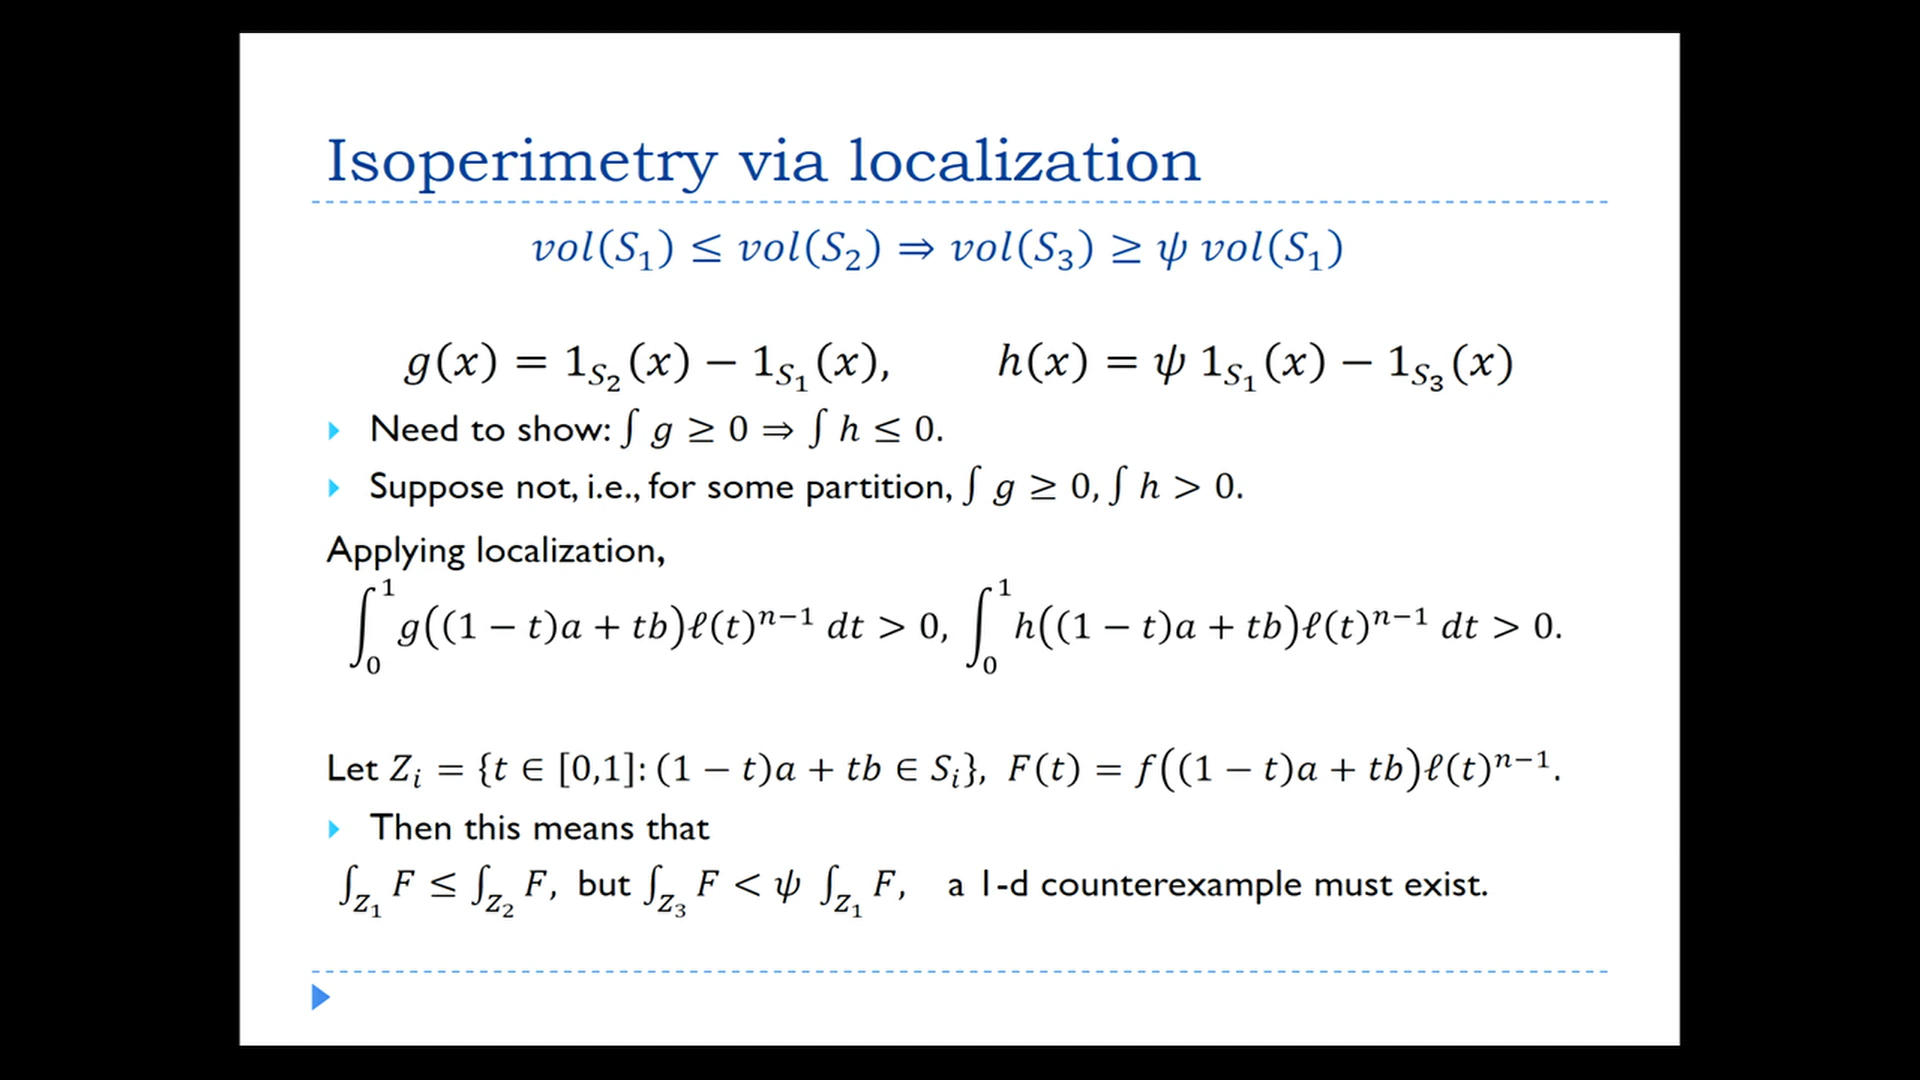 Isoperimetry via localization
vol(S₁) ≤ vol(S₂) ⇒ vol(S₃) ≥ ψ vol(S₁)
g(x) = 1_{S₂}(x) − 1_{S₁}(x), h(x) = ψ 1_{S₁}(x) − 1_{S₃}(x)
Need to show: ∫ g ≥ 0 ⇒ ∫ h ≤ 0.
Suppose not, i.e., for some partition, ∫ g ≥ 0, ∫ h > 0.
Applying localization,
∫₀¹ g((1 − t)a + tb)ℓ(t)ⁿ⁻¹ dt > 0, ∫₀¹ h((1 − t)a + tb)ℓ(t)ⁿ⁻¹ dt > 0.
Let Zᵢ = {t ∈ [0,1]: (1 − t)a + tb ∈ Sᵢ}, F(t) = f((1 − t)a + tb)ℓ(t)ⁿ⁻¹.
Then this means that
∫_{Z₁} F ≤ ∫_{Z₂} F, but ∫_{Z₃} F < ψ ∫_{Z₁} F, a 1-d counterexample must exist.